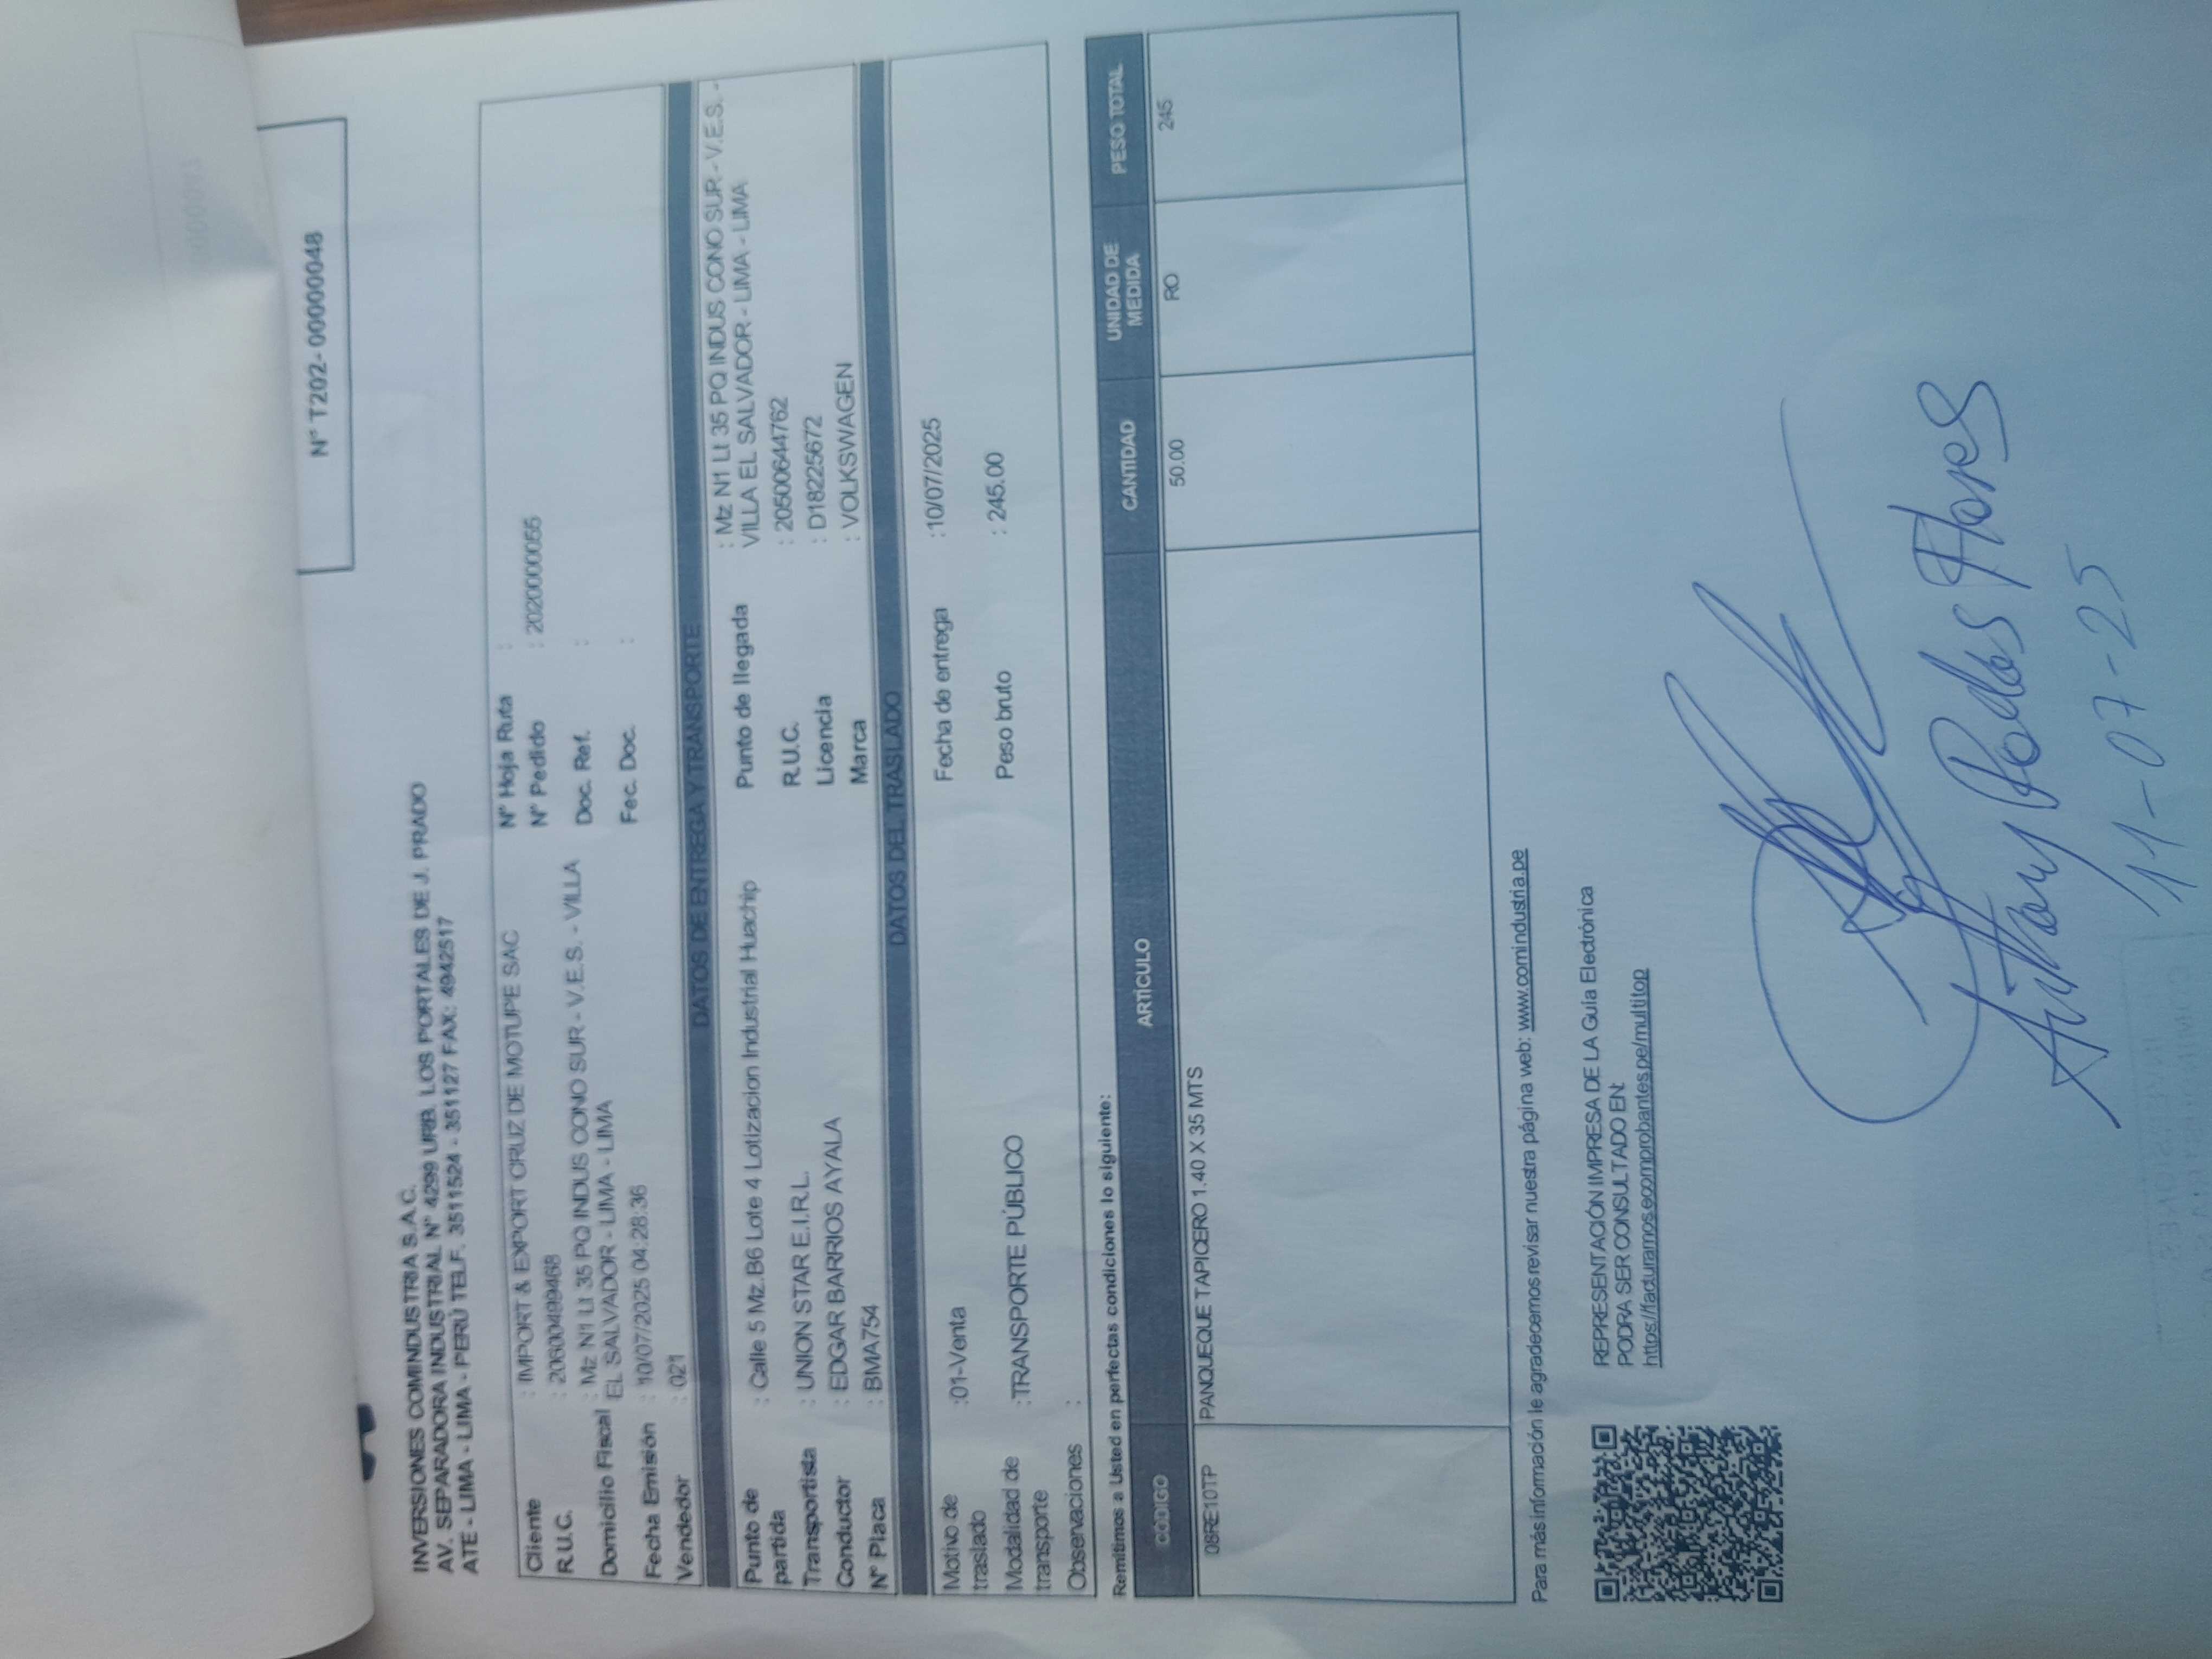 N° T202-00000048
INVERSIONES COMINDUSTRIA S.A.C.
AV. SEPARADORA INDUSTRIAL N° 4299 URB. LOS PORTALES DE J. PRADO
ATE - LIMA - LIMA - PERÚ TELF. 3511524 - 351127 FAX: 4942517
Cliente : IMPORT & EXPORT CRUZ DE MOTUPE SAC
R.U.C. : 20600499468
Domicilio Fiscal : Mz N1 Lt 35 PQ INDUS CONO SUR - V.E.S. - VILLA
EL SALVADOR - LIMA - LIMA
Fecha Emisión : 10/07/2025 04:28:36
Vendedor : 021
N° Hoja Ruta :
N° Pedido : 2020000055
Doc. Ref. :
Fec. Doc. :
DATOS DE ENTREGA Y TRANSPORTE
Punto de partida : Calle 5 Mz.B6 Lote 4 Lotizacion Industrial Huachip
Transportista : UNION STAR E.I.R.L.
Conductor : EDGAR BARRIOS AYALA
N° Placa : BMA754
Punto de llegada : Mz N1 Lt 35 PQ INDUS CONO SUR - V.E.S. -
VILLA EL SALVADOR - LIMA - LIMA
R.U.C. : 20500644762
Licencia : D18225672
Marca : VOLKSWAGEN
DATOS DEL TRASLADO
Motivo de traslado :01-Venta
Modalidad de transporte :TRANSPORTE PÚBLICO
Observaciones :
Fecha de entrega :10/07/2025
Peso bruto : 245.00
Remitimos a Usted en perfectas condiciones lo siguiente:
CÓDIGO ARTÍCULO CANTIDAD UNIDAD DE MEDIDA PESO TOTAL
08RE10TP PANQUEQUE TAPICERO 1.40 X 35 MTS 50.00 RO 245
Para más información le agradecemos revisar nuestra página web: www.comindustria.pe
REPRESENTACIÓN IMPRESA DE LA Guía Electrónica
PODRA SER CONSULTADO EN:
https://facturamos.ecomprobantes.pe/multitop
Flores
11-07-25